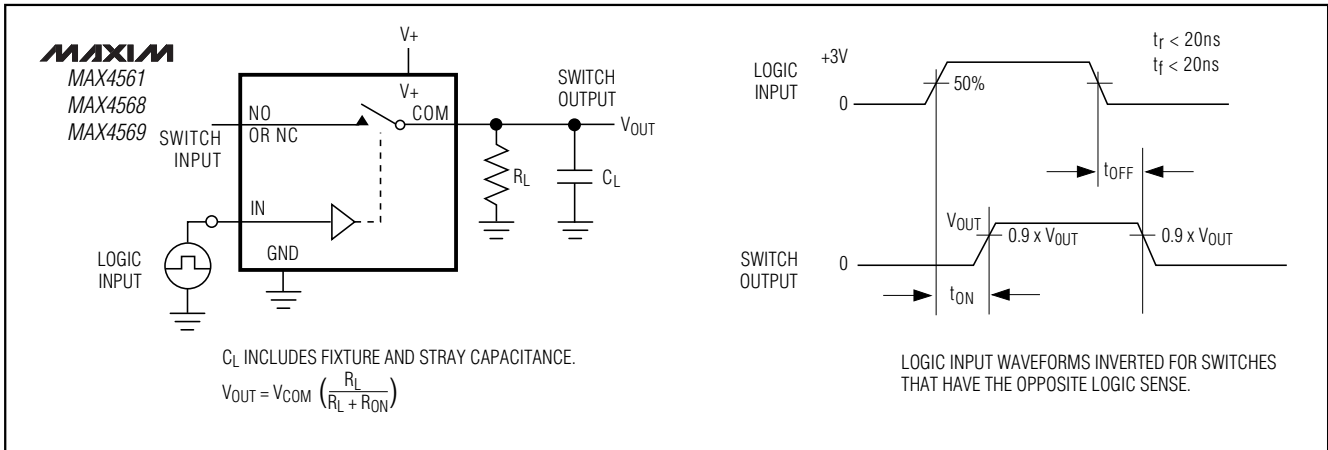 MAXIM
MAX4561
MAX4568
MAX4569
SWITCH
INPUT
V+
V+
NO
OR NC
COM
SWITCH
OUTPUT
VOUT
RL
CL
IN
GND
LOGIC
INPUT
CL INCLUDES FIXTURE AND STRAY CAPACITANCE.
VOUT = VCOM (RL / RL + RON)
LOGIC
INPUT
+3V
0
50%
tr < 20ns
tf < 20ns
tOFF
SWITCH
OUTPUT
VOUT
0
0.9 x VOUT
0.9 x VOUT
tON
LOGIC INPUT WAVEFORMS INVERTED FOR SWITCHES
THAT HAVE THE OPPOSITE LOGIC SENSE.